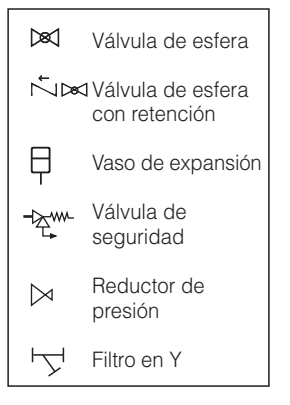 Válvula de esfera
Válvula de esfera
con retención
Vaso de expansión
Válvula de
seguridad
Reductor de
presión
Filtro en Y